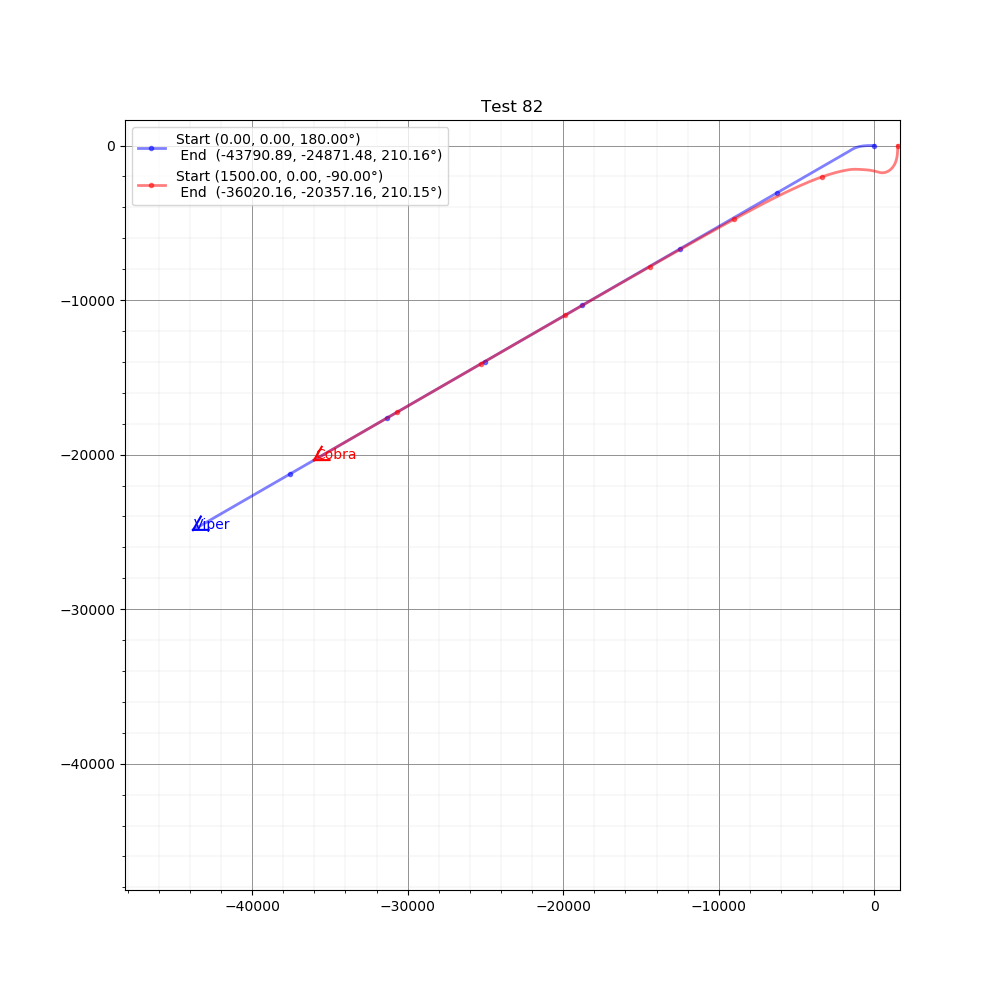 Test 82
Start (0.00, 0.00, 180.00°)
End (-43790.89, -24871.48, 210.16°)
Start (1500.00, 0.00, -90.00°)
End (-36020.16, -20357.16, 210.15°)
0
−10000
−20000
−30000
−40000
Cobra
Viper
−40000
−30000
−20000
−10000
0